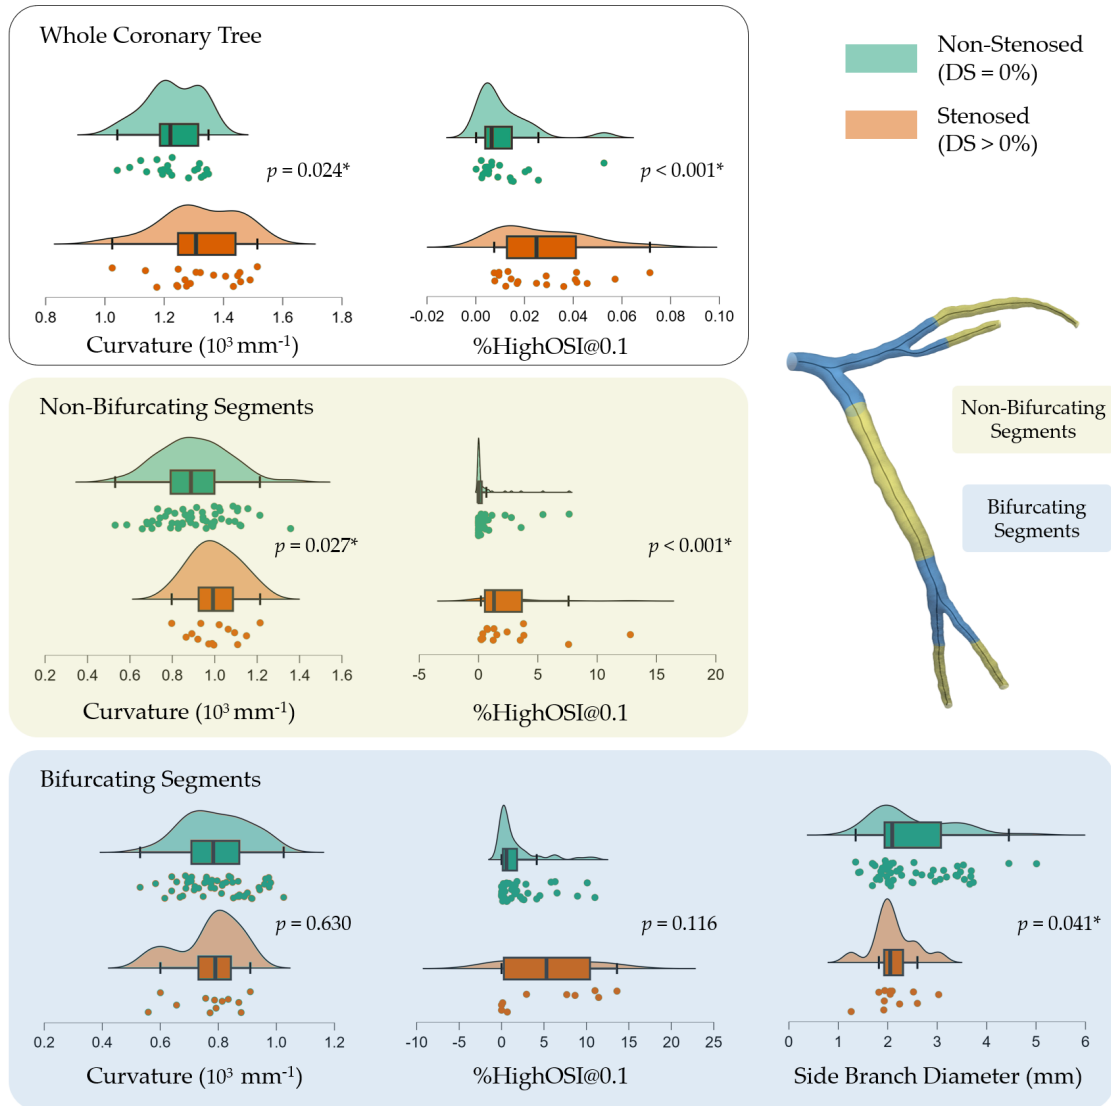 Whole Coronary Tree
Non-Stenosed
(DS = 0%)
Stenosed
(DS > 0%)
p = 0.024*
p < 0.001*
0.8 1.0 1.2 1.4 1.6 1.8
-0.02 0.00 0.02 0.04 0.06 0.08 0.10
Curvature (10³ mm⁻¹)
%HighOSI@0.1
Non-Bifurcating Segments
p = 0.027*
p < 0.001*
0.2 0.4 0.6 0.8 1.0 1.2 1.4 1.6
-5 0 5 10 15 20
Curvature (10³ mm⁻¹)
%HighOSI@0.1
Non-Bifurcating
Segments
Bifurcating
Segments
Bifurcating Segments
p = 0.630
p = 0.116
p = 0.041*
0.2 0.4 0.6 0.8 1.0 1.2
-10 -5 0 5 10 15 20 25
0 1 2 3 4 5 6
Curvature (10³ mm⁻¹)
%HighOSI@0.1
Side Branch Diameter (mm)